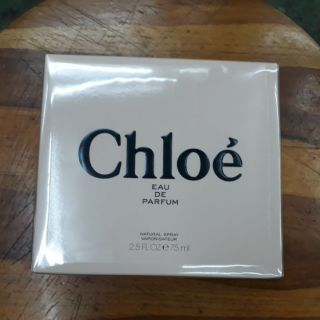 Chloé
EAU
DE
PARFUM
NATURAL SPRAY
VAPORISATEUR
2.5 FL.OZ℮75 ml